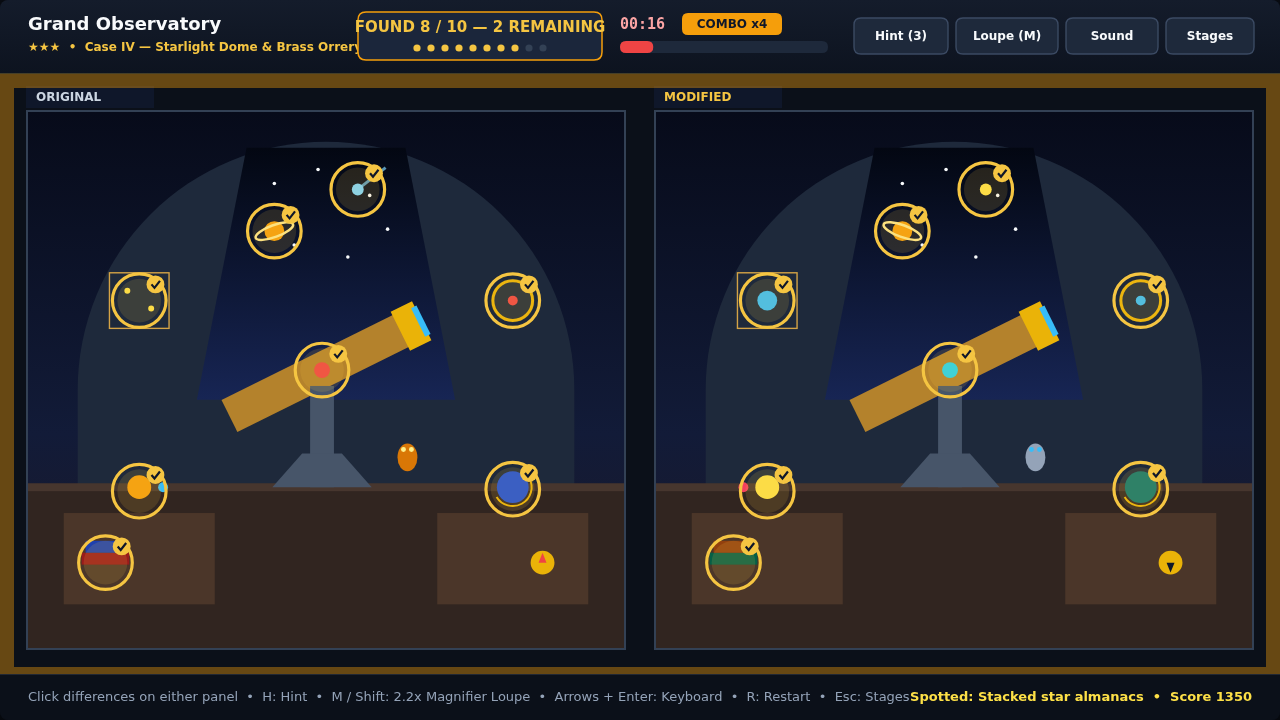 Grand Observatory
★★★ • Case IV — Starlight Dome & Brass Orrery
FOUND 8 / 10 — 2 REMAINING
00:16
COMBO x4
Hint (3)
Loupe (M)
Sound
Stages
ORIGINAL
MODIFIED
Click differences on either panel • H: Hint • M / Shift: 2.2x Magnifier Loupe • Arrows + Enter: Keyboard • R: Restart • Esc: Stages
Spotted: Stacked star almanacs • Score 1350